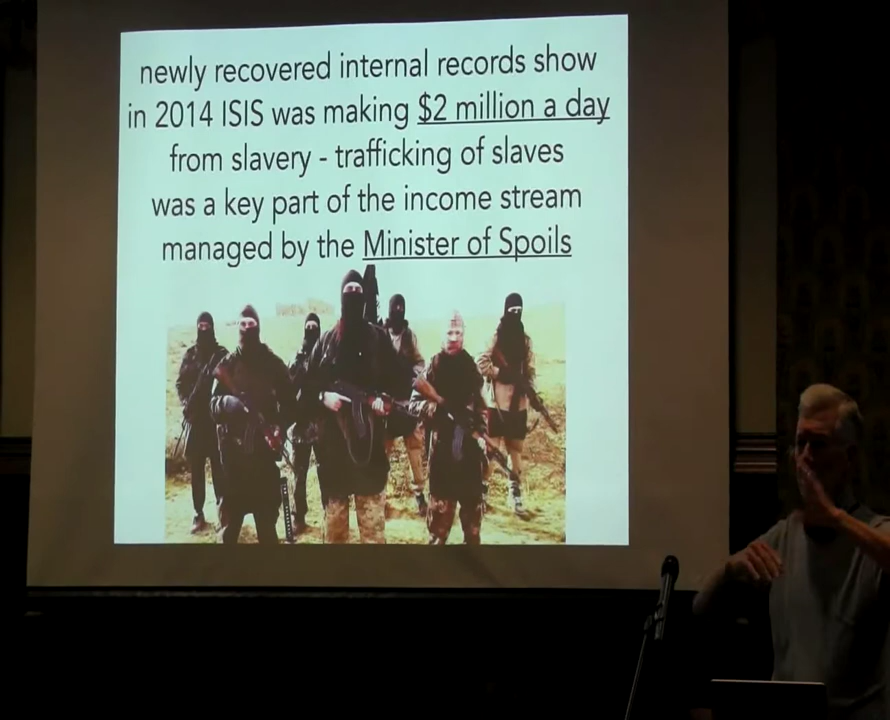 newly recovered internal records show
in 2014 ISIS was making $2 million a day
from slavery - trafficking of slaves
was a key part of the income stream
managed by the Minister of Spoils